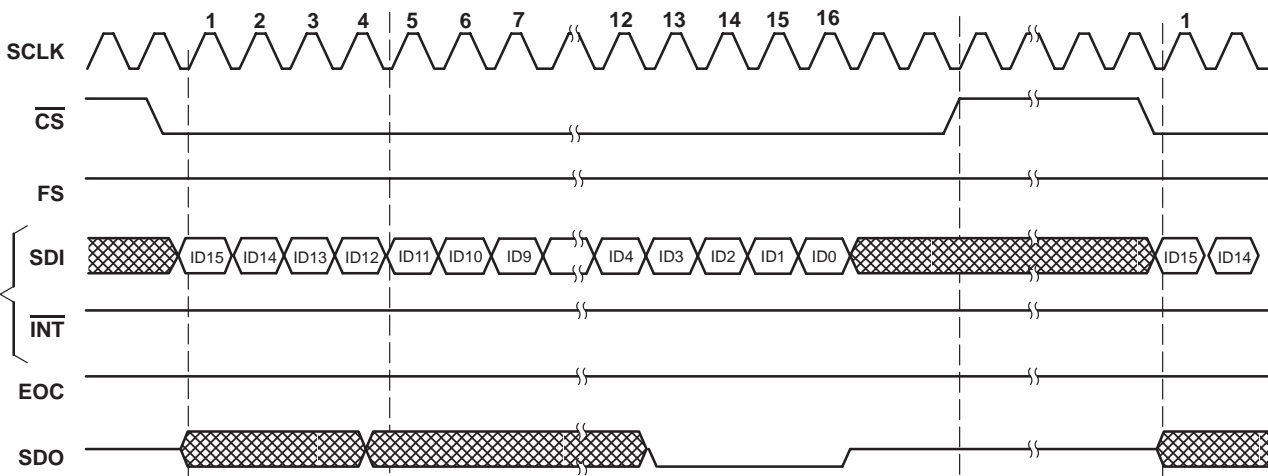 1 2 3 4 5 6 7 12 13 14 15 16 1
SCLK
CS
FS
SDI ID15 ID14 ID13 ID12 ID11 ID10 ID9 ID4 ID3 ID2 ID1 ID0 ID15 ID14
INT
EOC
SDO